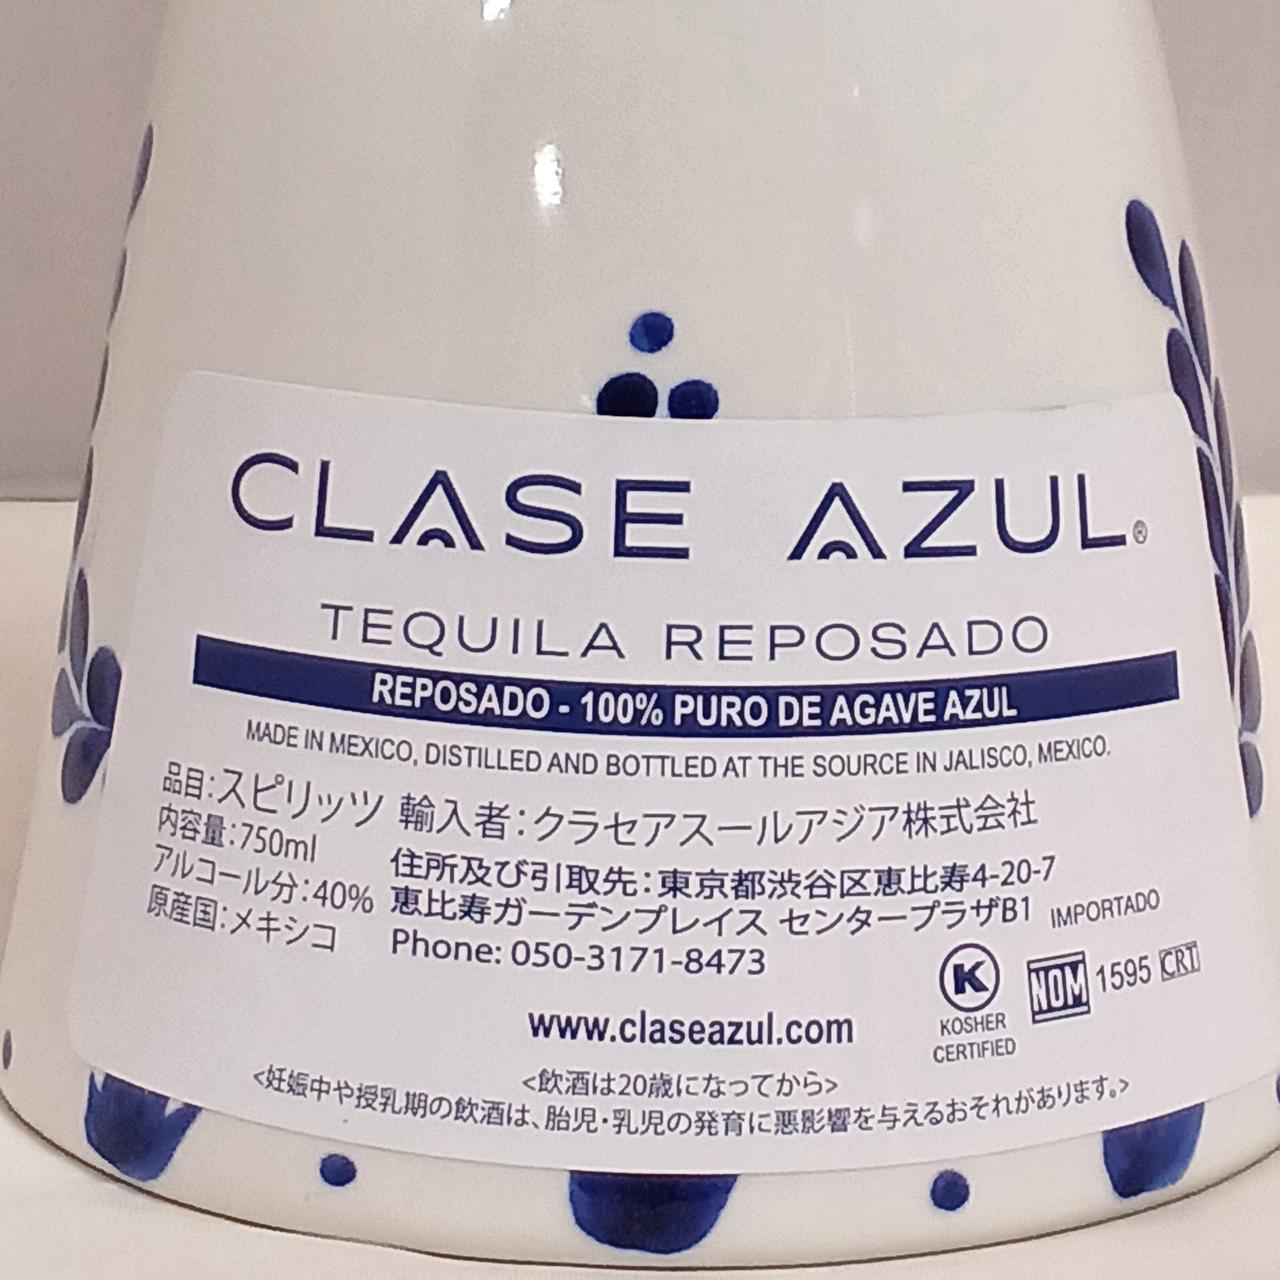 CLASE AZUL®
TEQUILA REPOSADO
REPOSADO - 100% PURO DE AGAVE AZUL
MADE IN MEXICO, DISTILLED AND BOTTLED AT THE SOURCE IN JALISCO, MEXICO.
品目:スピリッツ
内容量:750ml
アルコール分:40%
原産国:メキシコ
輸入者:クラセアスールアジア株式会社
住所及び引取先:東京都渋谷区恵比寿4-20-7
恵比寿ガーデンプレイス センタープラザB1
Phone: 050-3171-8473
IMPORTADO
K
KOSHER
CERTIFIED
NOM 1595 CRT
www.claseazul.com
<飲酒は20歳になってから>
<妊娠中や授乳期の飲酒は、胎児・乳児の発育に悪影響を与えるおそれがあります。>